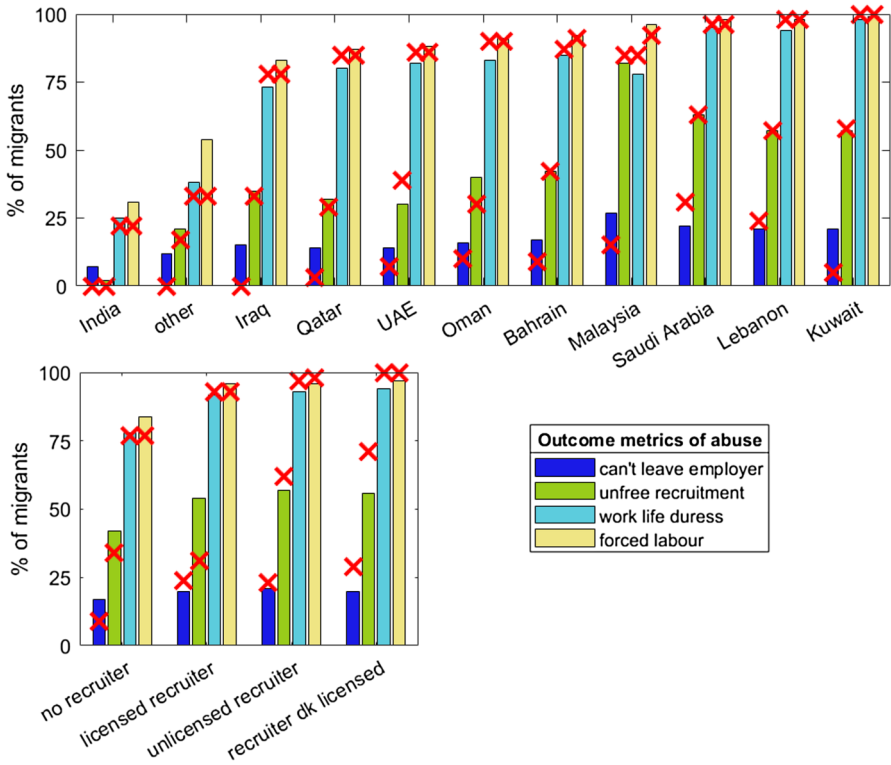 100
75
50
25
0
% of migrants
India
other
Iraq
Qatar
UAE
Oman
Bahrain
Malaysia
Saudi Arabia
Lebanon
Kuwait
100
75
50
25
0
% of migrants
no recruiter
licensed recruiter
unlicensed recruiter
recruiter dk licensed
Outcome metrics of abuse
can't leave employer
unfree recruitment
work life duress
forced labour